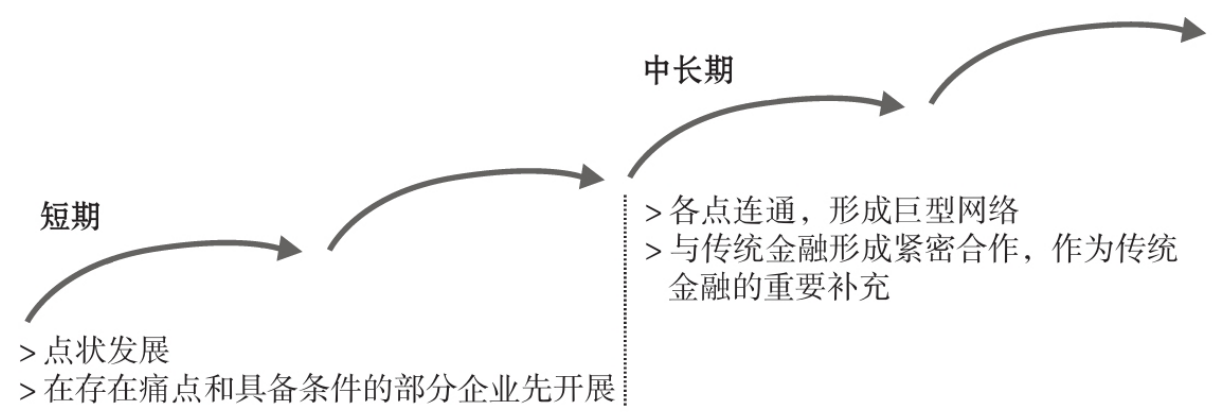 短期
> 点状发展
> 在存在痛点和具备条件的部分企业先开展
中长期
> 各点连通，形成巨型网络
> 与传统金融形成紧密合作，作为传统
金融的重要补充